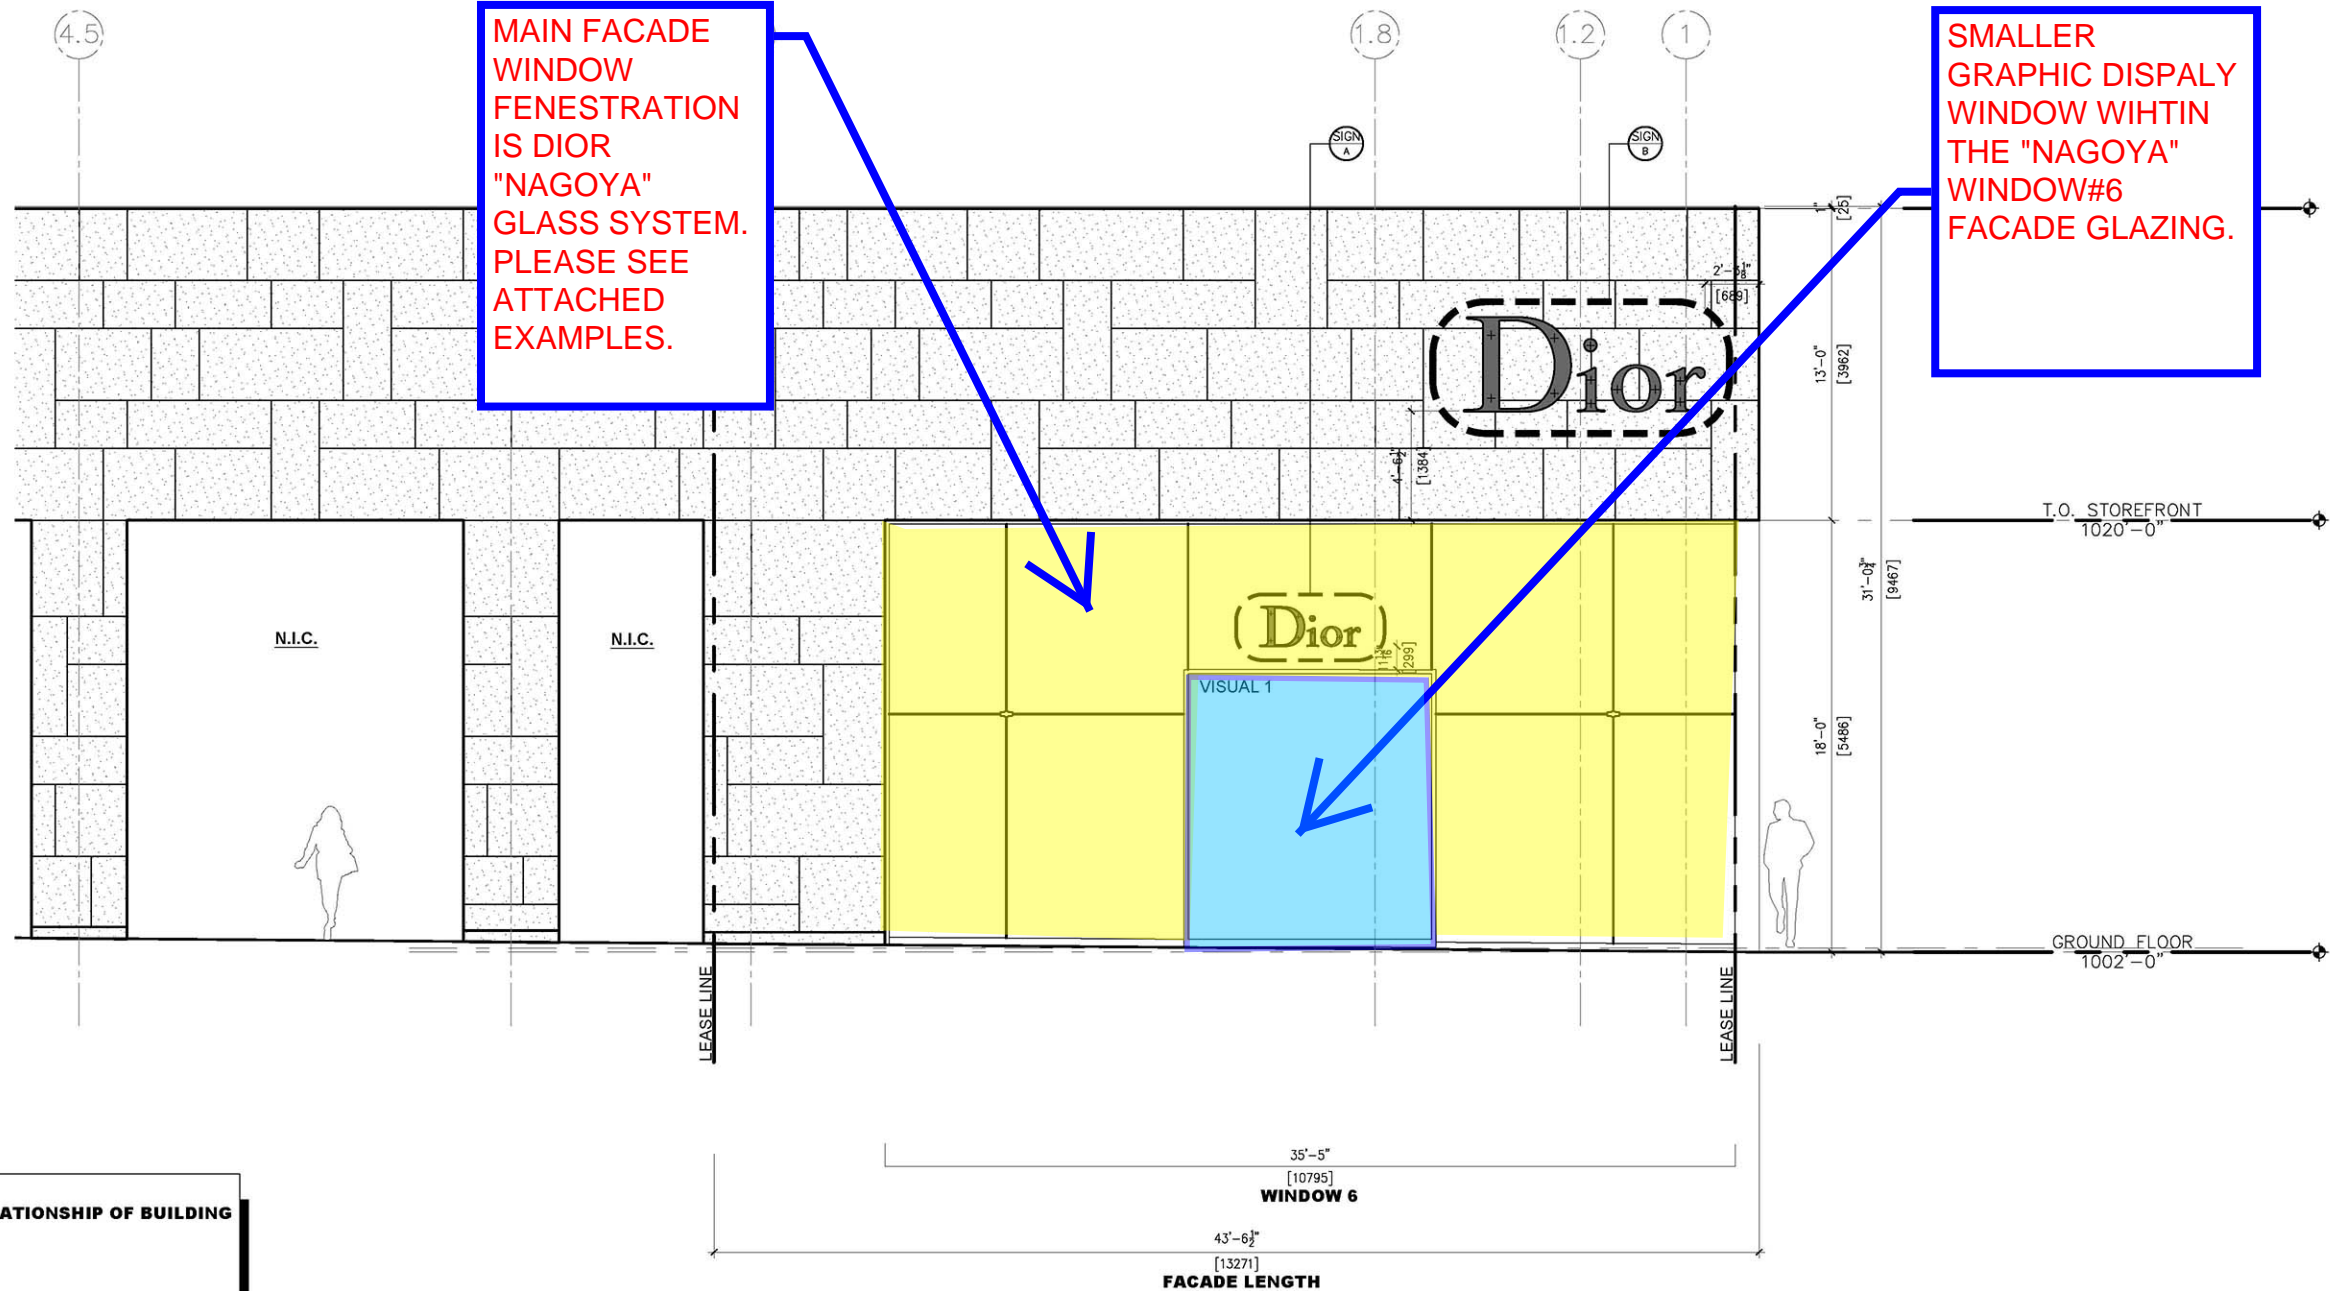 4.5
MAIN FACADE
WINDOW
FENESTRATION
IS DIOR
"NAGOYA"
GLASS SYSTEM.
PLEASE SEE
ATTACHED
EXAMPLES.
1.8
1.2
1
SMALLER
GRAPHIC DISPALY
WINDOW WIHTIN
THE "NAGOYA"
WINDOW#6
FACADE GLAZING.
SIGN
A
SIGN
B
1"
[25]
[689]
Dior
13'-0"
[3962]
4'-6½"
[1384]
T.O. STOREFRONT
1020'-0"
31'-0¾"
[9467]
N.I.C.
N.I.C.
Dior
[299]
VISUAL 1
18'-0"
[5486]
GROUND FLOOR
1002'-0"
LEASE LINE
LEASE LINE
35'-5"
[10795]
WINDOW 6
ATIONSHIP OF BUILDING
43'-6½"
[13271]
FACADE LENGTH